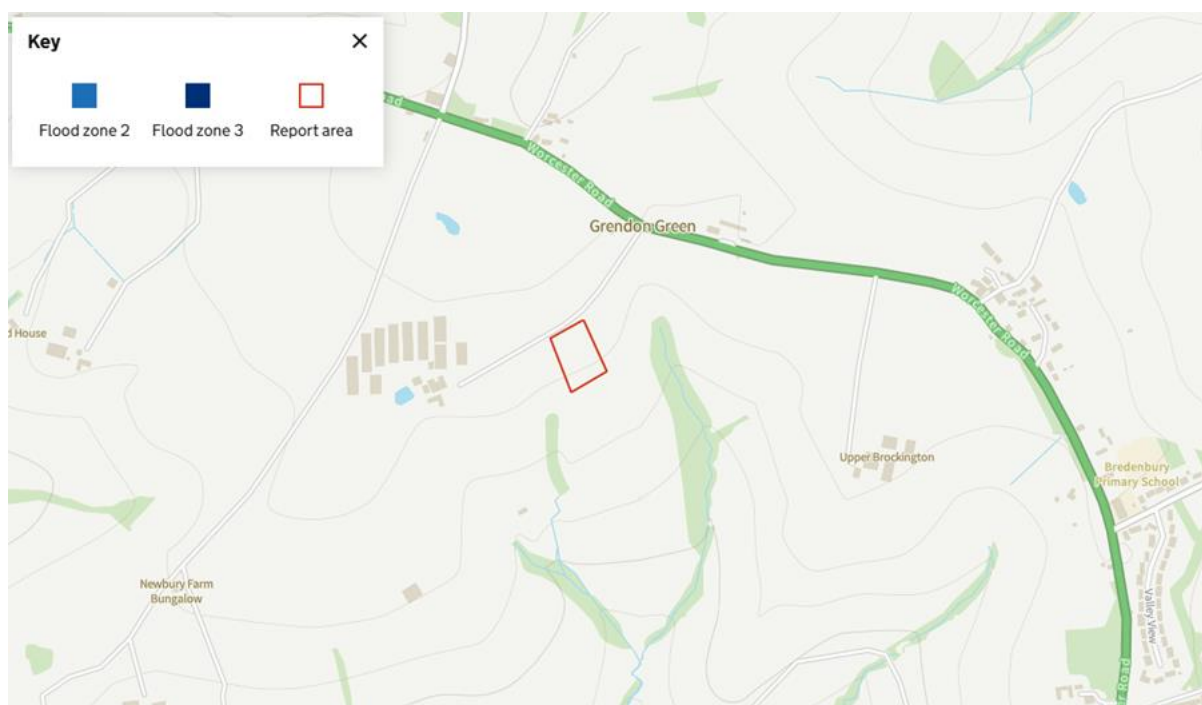 Key
Flood zone 2
Flood zone 3
Report area
ad
Worcester Road
Grendon Green
Worcester Road
d House
Upper Brockington
Bredenbury
Primary School
Newbury Farm
Bungalow
Valley View
r Road